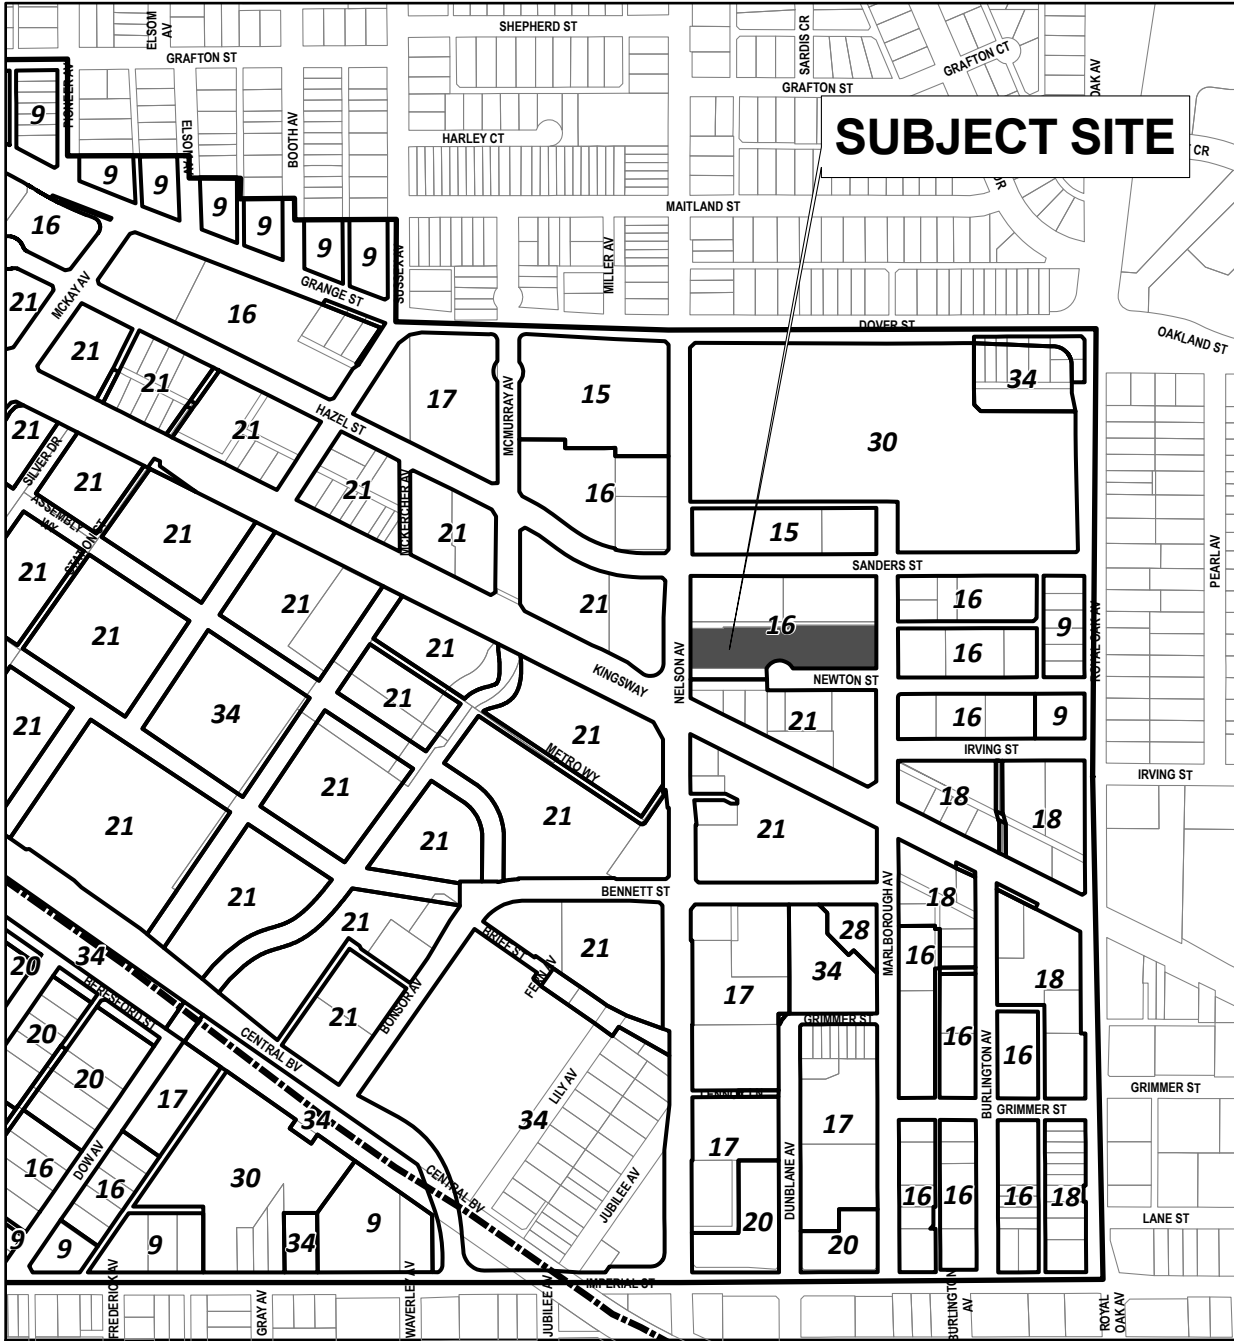 SHEPHERD ST
ELSOM
AV
GRAFTON ST
SARDIS CR
GRAFTON CT
GRAFTON ST
OAK AV
PIONEER AV
9
BOOTH AV
HARLEY CT
SUBJECT SITE
CR
9
9
9
9
9
9
MAITLAND ST
16
MILLER AV
SUSSEX AV
GRANGE ST
MCKAY AV
21
16
DOVER ST
OAKLAND ST
21
21
17
MCMURRAY AV
15
34
21
21
HAZEL ST
30
SILVER DR
21
21
MCKERCHER AV
16
ASSEMBLY
WY
STATION ST
21
21
15
SANDERS ST
PEARL AV
21
21
21
16
16
9
ROYAL OAK AV
21
21
KINGSWAY
NELSON AV
16
NEWTON ST
21
34
21
21
21
16
9
METRO WY
IRVING ST
IRVING ST
21
18
18
21
21
21
21
BENNETT ST
MARLBOROUGH AV
21
21
18
BRIEF ST
21
28
34
20
34
FERN AV
16
18
BERESFORD ST
17
21
BONSOR AV
GRIMMER ST
20
CENTRAL BV
16
16
BURLINGTON AV
20
LILY AV
GRIMMER ST
17
34
34
GRIMMER ST
17
17
DOW AV
DUNBLANE AV
16
16
30
CENTRAL BV
JUBILEE AV
16
16
16
18
9
9
9
34
9
20
20
LANE ST
IMPERIAL ST
FREDERICK AV
GRAY AV
WAVERLEY AV
JUBILEE AV
BURLINGTON
AV
ROYAL
OAK AV